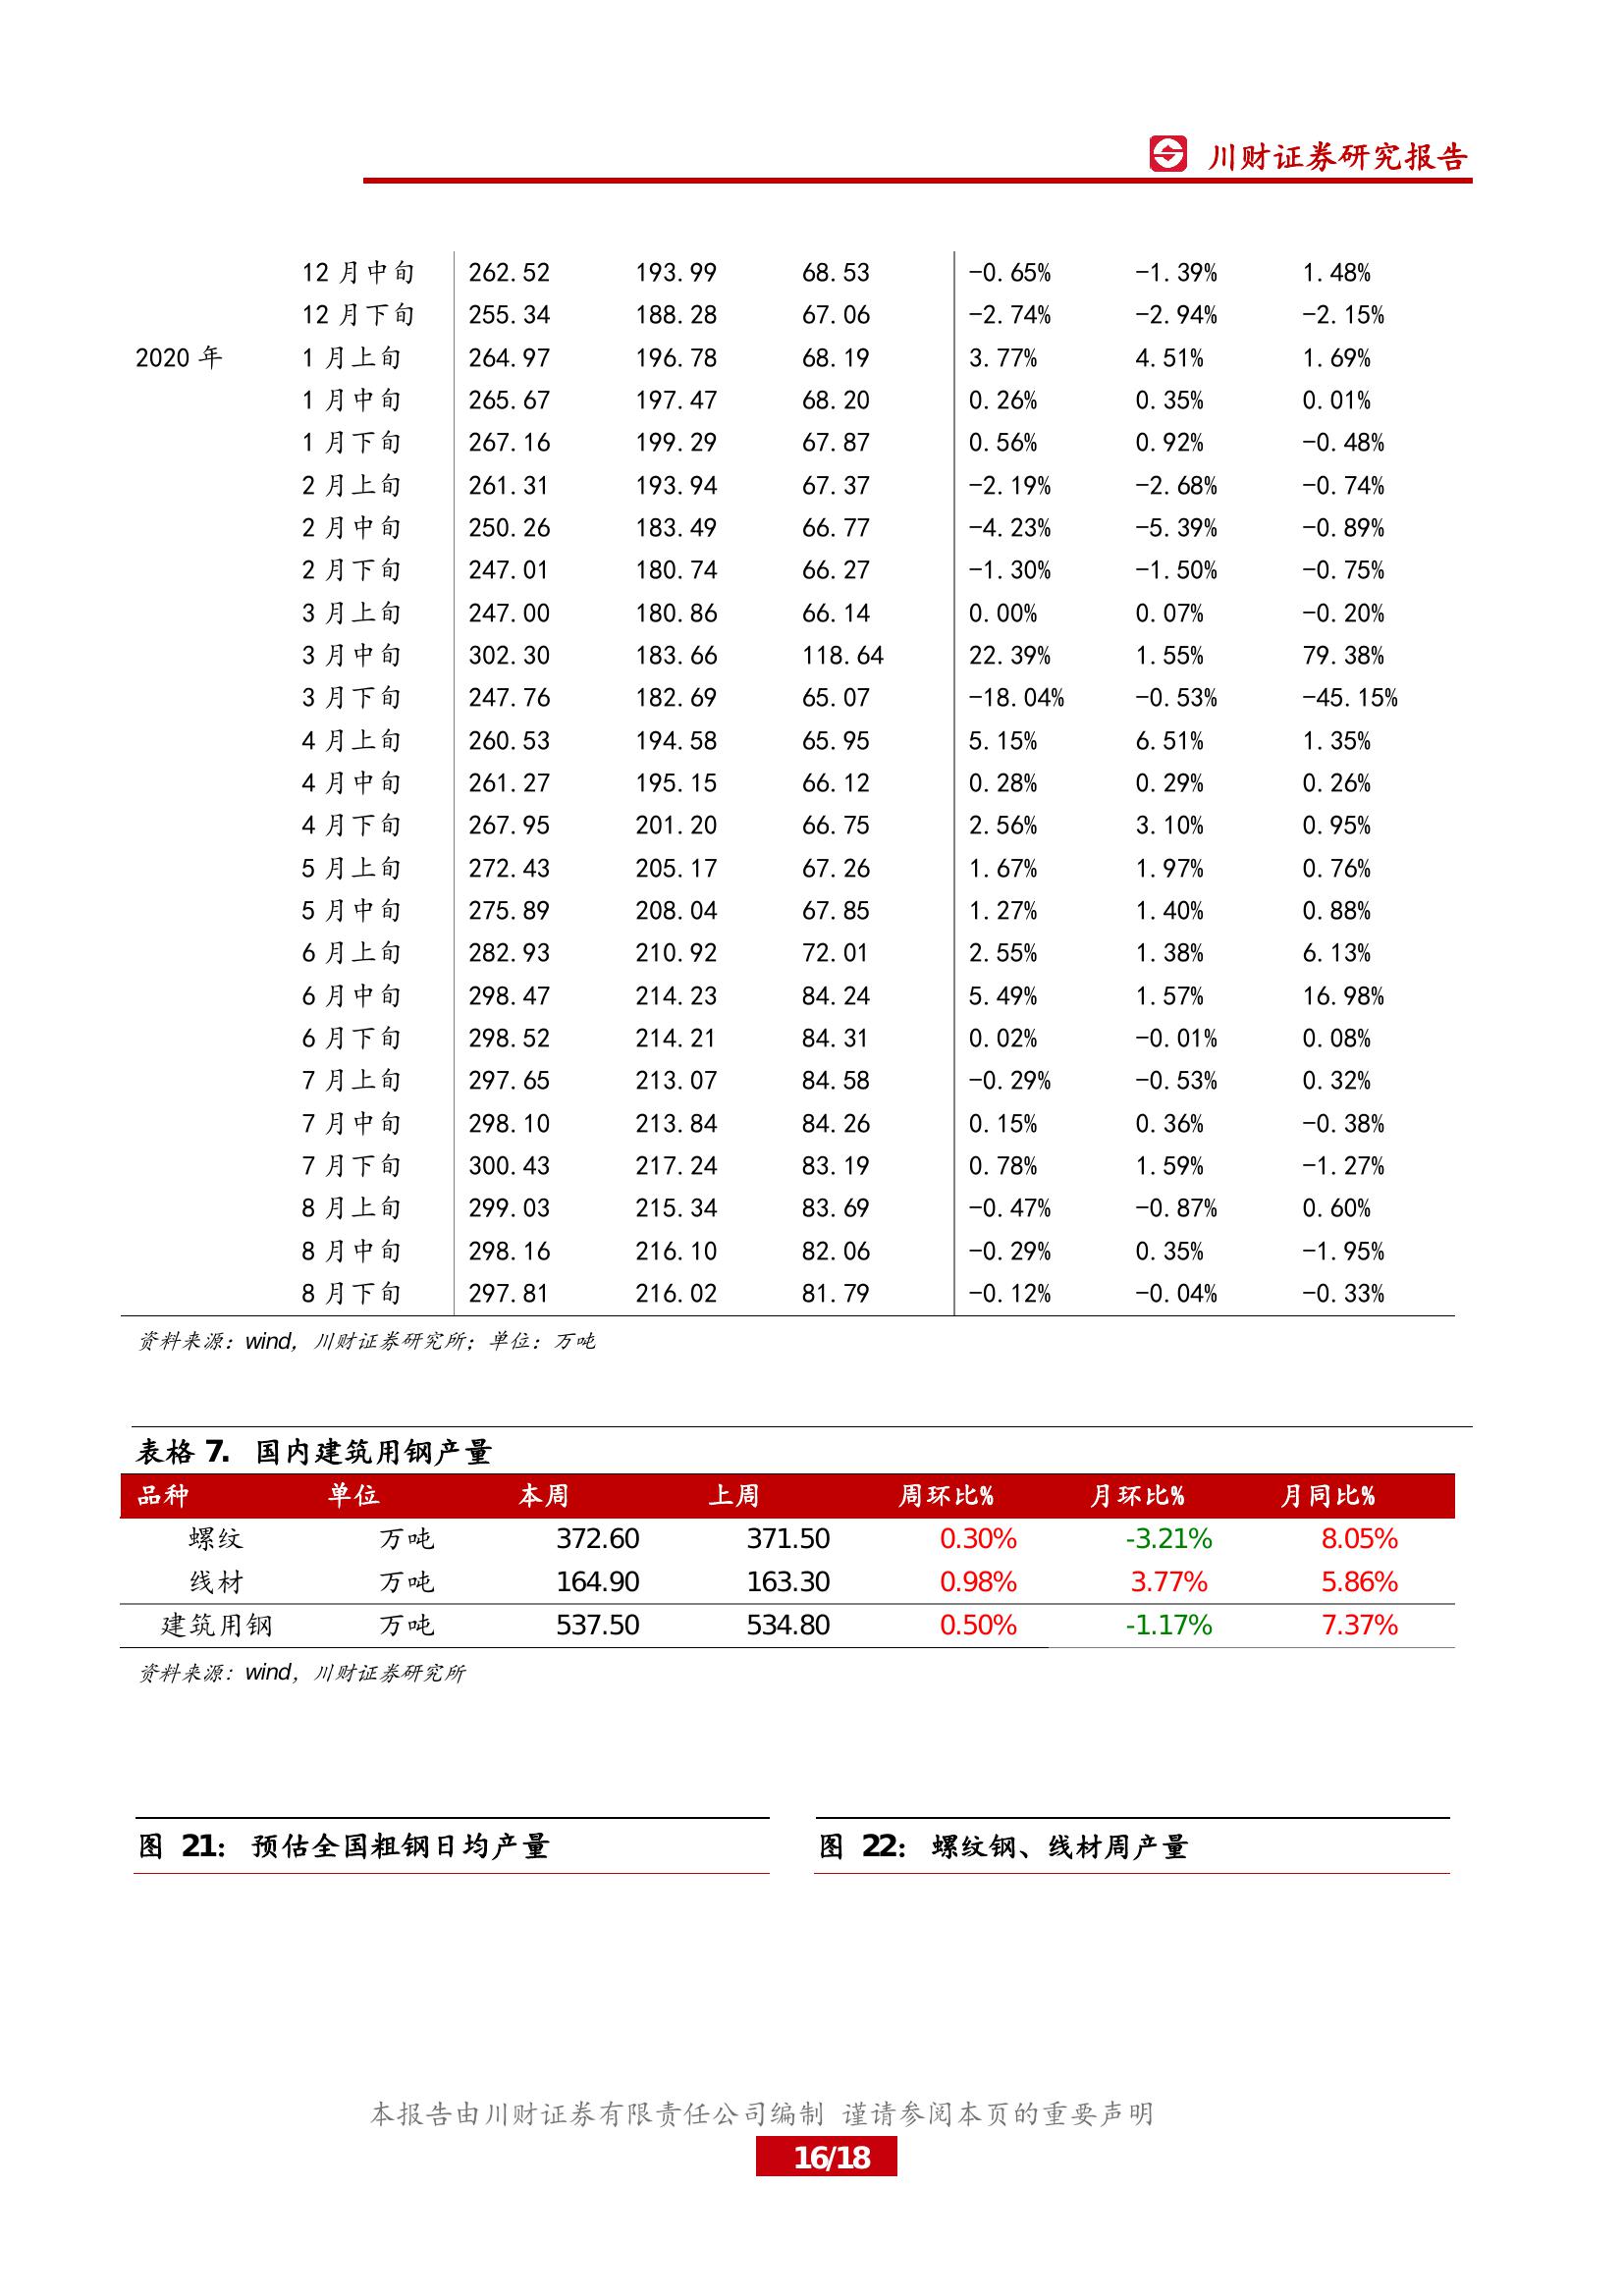 川财证券研究报告
12 月中旬 262.52 193.99 68.53 -0.65% -1.39% 1.48%
12 月下旬 255.34 188.28 67.06 -2.74% -2.94% -2.15%
2020 年 1 月上旬 264.97 196.78 68.19 3.77% 4.51% 1.69%
1 月中旬 265.67 197.47 68.20 0.26% 0.35% 0.01%
1 月下旬 267.16 199.29 67.87 0.56% 0.92% -0.48%
2 月上旬 261.31 193.94 67.37 -2.19% -2.68% -0.74%
2 月中旬 250.26 183.49 66.77 -4.23% -5.39% -0.89%
2 月下旬 247.01 180.74 66.27 -1.30% -1.50% -0.75%
3 月上旬 247.00 180.86 66.14 0.00% 0.07% -0.20%
3 月中旬 302.30 183.66 118.64 22.39% 1.55% 79.38%
3 月下旬 247.76 182.69 65.07 -18.04% -0.53% -45.15%
4 月上旬 260.53 194.58 65.95 5.15% 6.51% 1.35%
4 月中旬 261.27 195.15 66.12 0.28% 0.29% 0.26%
4 月下旬 267.95 201.20 66.75 2.56% 3.10% 0.95%
5 月上旬 272.43 205.17 67.26 1.67% 1.97% 0.76%
5 月中旬 275.89 208.04 67.85 1.27% 1.40% 0.88%
6 月上旬 282.93 210.92 72.01 2.55% 1.38% 6.13%
6 月中旬 298.47 214.23 84.24 5.49% 1.57% 16.98%
6 月下旬 298.52 214.21 84.31 0.02% -0.01% 0.08%
7 月上旬 297.65 213.07 84.58 -0.29% -0.53% 0.32%
7 月中旬 298.10 213.84 84.26 0.15% 0.36% -0.38%
7 月下旬 300.43 217.24 83.19 0.78% 1.59% -1.27%
8 月上旬 299.03 215.34 83.69 -0.47% -0.87% 0.60%
8 月中旬 298.16 216.10 82.06 -0.29% 0.35% -1.95%
8 月下旬 297.81 216.02 81.79 -0.12% -0.04% -0.33%
资料来源：wind，川财证券研究所；单位：万吨
表格 7. 国内建筑用钢产量
品种 单位 本周 上周 周环比% 月环比% 月同比%
螺纹 万吨 372.60 371.50 0.30% -3.21% 8.05%
线材 万吨 164.90 163.30 0.98% 3.77% 5.86%
建筑用钢 万吨 537.50 534.80 0.50% -1.17% 7.37%
资料来源：wind，川财证券研究所
图 21： 预估全国粗钢日均产量
图 22： 螺纹钢、线材周产量
本报告由川财证券有限责任公司编制 谨请参阅本页的重要声明
16/18